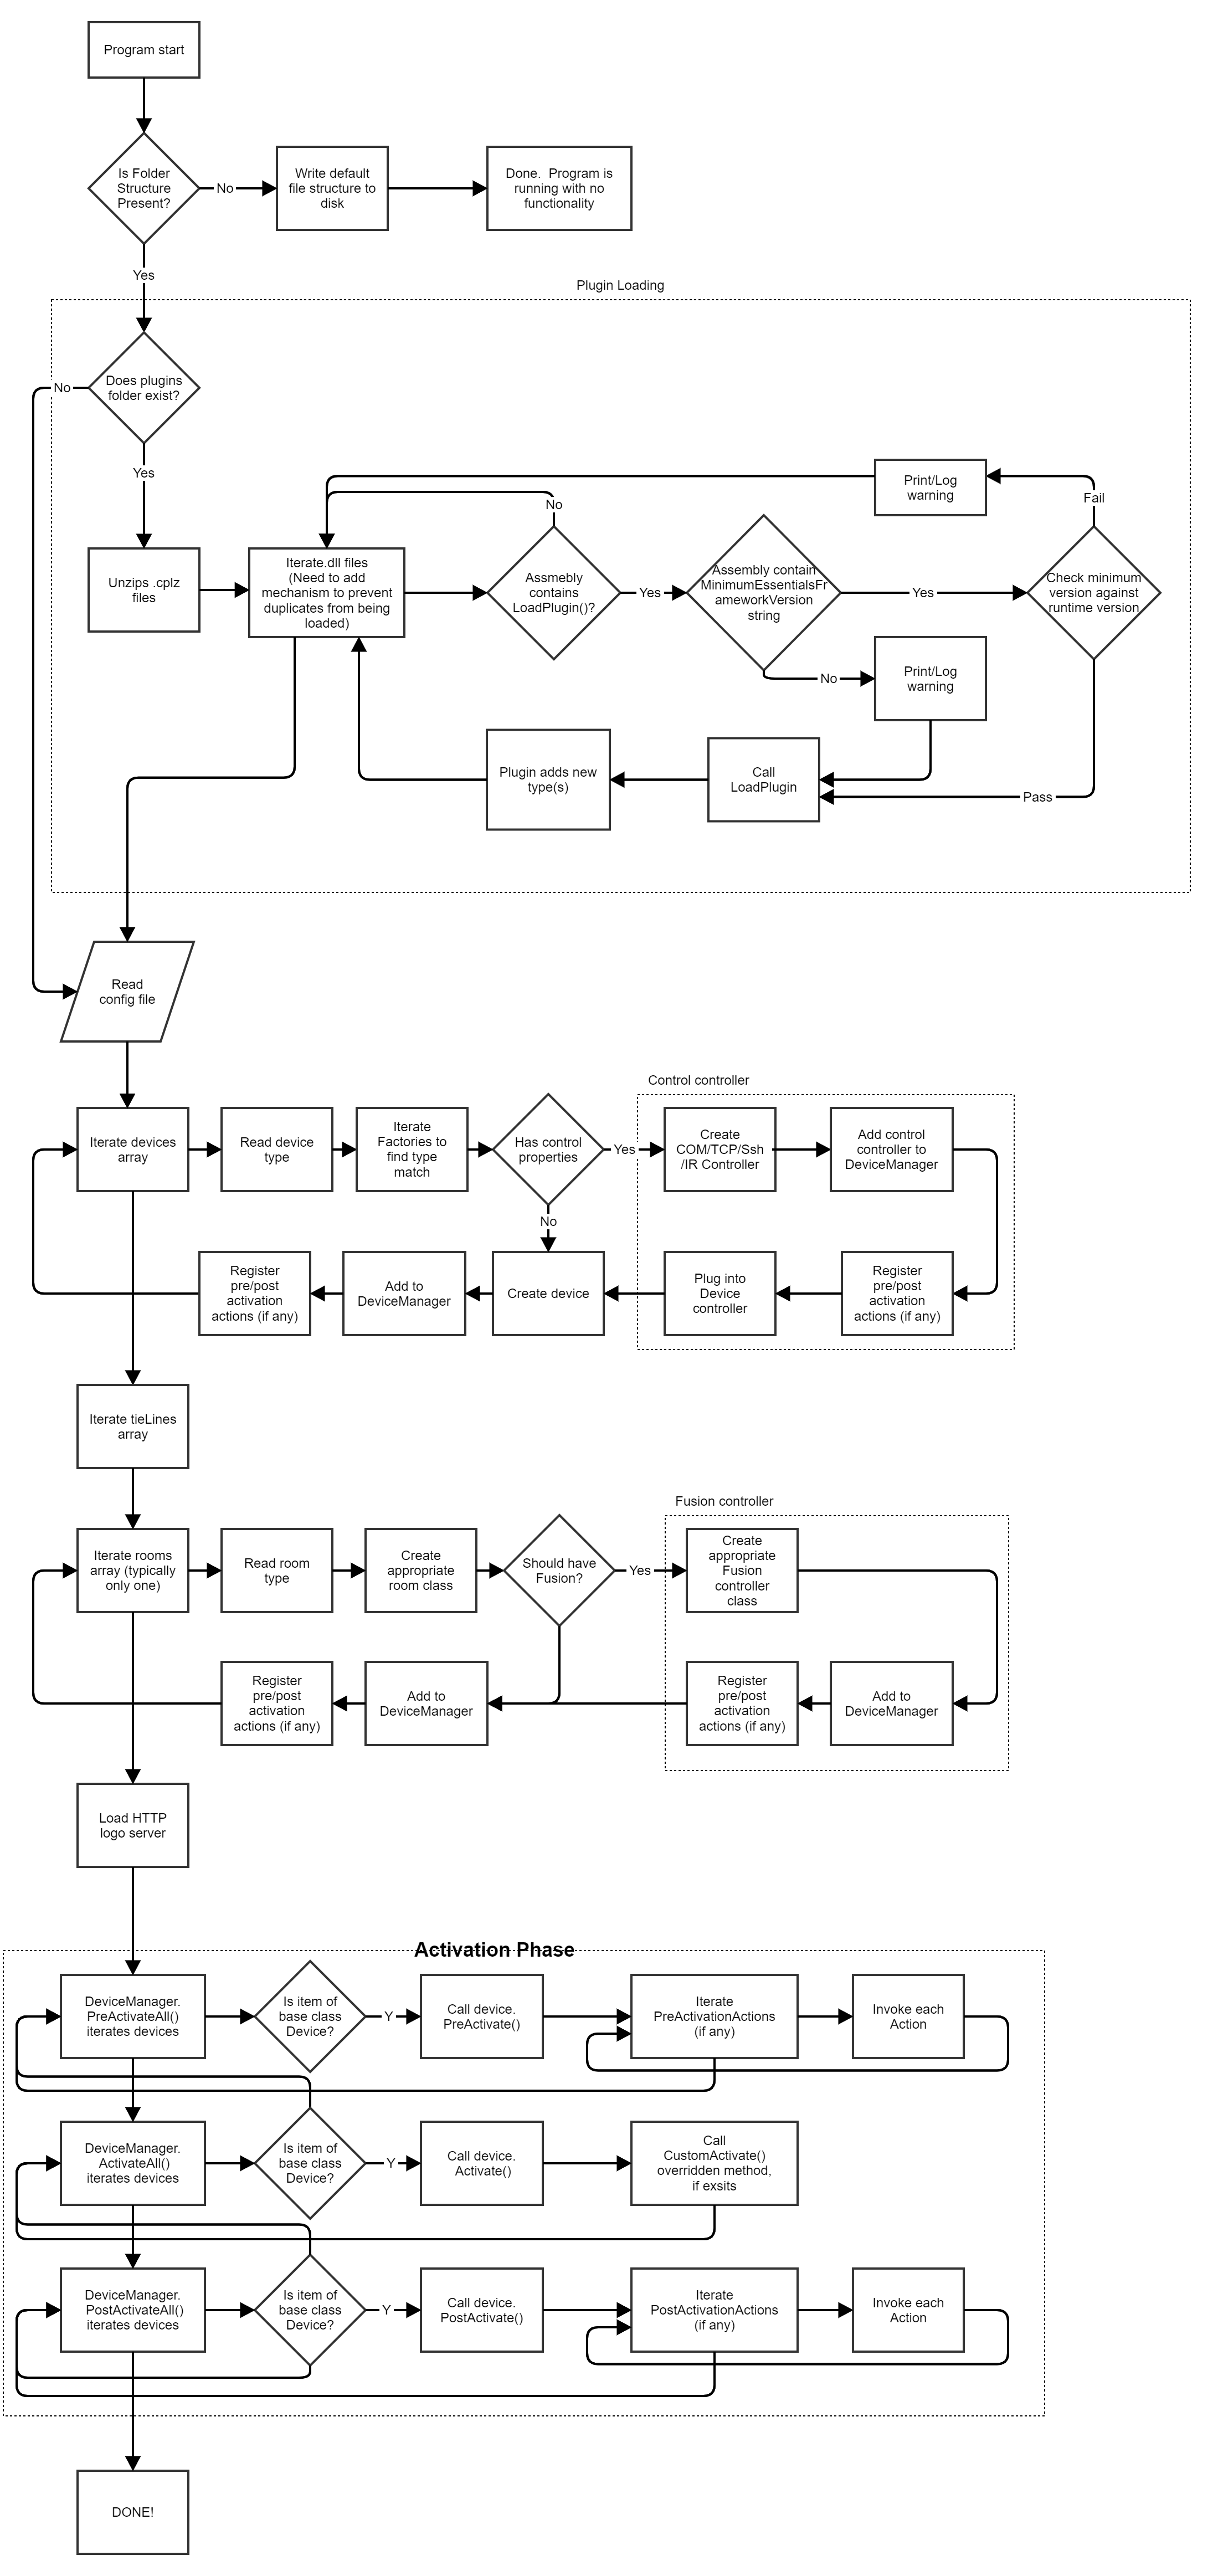 Program start
Is Folder
Structure
Present?
No
Write default
file structure to
disk
Done.  Program is
running with no
functionality
Yes
Plugin Loading
Does plugins
folder exist?
No
Yes
Unzips .cplz
files
Iterate.dll files
(Need to add
mechanism to prevent
duplicates from being
loaded)
No
Assmebly
contains
LoadPlugin()?
Yes
Assembly contain
MinimumEssentialsFr
ameworkVersion
string
Yes
Check minimum
version against
runtime version
Fail
Print/Log
warning
No
Print/Log
warning
Pass
Call
LoadPlugin
Plugin adds new
type(s)
Read
config file
Control controller
Iterate devices
array
Read device
type
Iterate
Factories to
find type
match
Has control
properties
Yes
Create
COM/TCP/Ssh
/IR Controller
Add control
controller to
DeviceManager
No
Register
pre/post
activation
actions (if any)
Add to
DeviceManager
Create device
Plug into
Device
controller
Register
pre/post
activation
actions (if any)
Iterate tieLines
array
Fusion controller
Iterate rooms
array (typically
only one)
Read room
type
Create
appropriate
room class
Should have
Fusion?
Yes
Create
appropriate
Fusion
controller
class
Register
pre/post
activation
actions (if any)
Add to
DeviceManager
Register
pre/post
activation
actions (if any)
Add to
DeviceManager
Load HTTP
logo server
Activation Phase
DeviceManager.
PreActivateAll()
iterates devices
Is item of
base class
Device?
Y
Call device.
PreActivate()
Iterate
PreActivationActions
(if any)
Invoke each
Action
DeviceManager.
ActivateAll()
iterates devices
Is item of
base class
Device?
Y
Call device.
Activate()
Call
CustomActivate()
overridden method,
if exsits
DeviceManager.
PostActivateAll()
iterates devices
Is item of
base class
Device?
Y
Call device.
PostActivate()
Iterate
PostActivationActions
(if any)
Invoke each
Action
DONE!